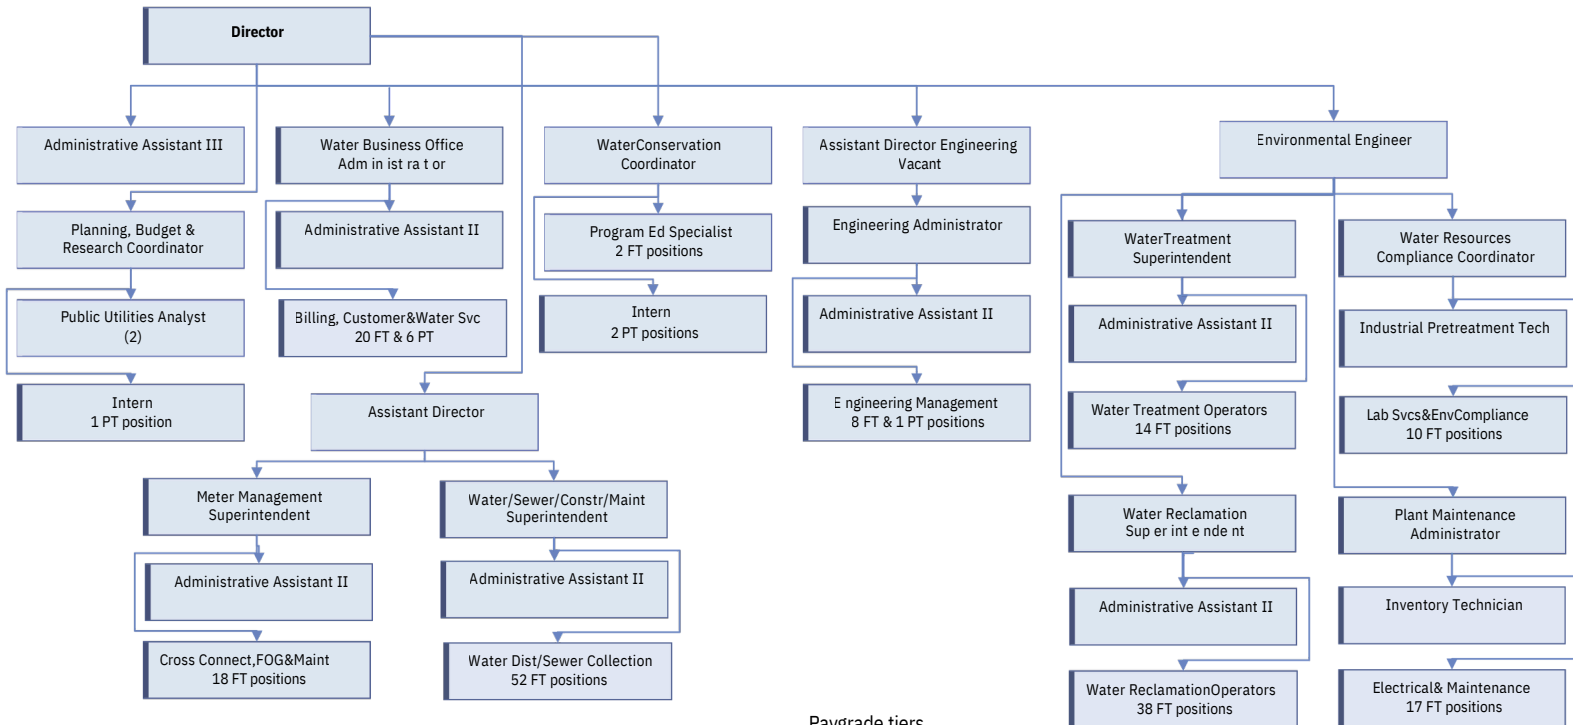 Director
Administrative Assistant III
Water Business Office
Adm in ist ra t or
WaterConservation
Coordinator
Assistant Director Engineering
Vacant
Environmental Engineer
Planning, Budget &
Research Coordinator
Administrative Assistant II
Program Ed Specialist
2 FT positions
Engineering Administrator
WaterTreatment
Superintendent
Water Resources
Compliance Coordinator
Public Utilities Analyst
(2)
Billing, Customer&Water Svc
20 FT & 6 PT
Intern
2 PT positions
Administrative Assistant II
Administrative Assistant II
Industrial Pretreatment Tech
Intern
1 PT position
Assistant Director
E ngineering Management
8 FT & 1 PT positions
Water Treatment Operators
14 FT positions
Lab Svcs&EnvCompliance
10 FT positions
Meter Management
Superintendent
Water/Sewer/Constr/Maint
Superintendent
Water Reclamation
Sup er int e nde nt
Plant Maintenance
Administrator
Administrative Assistant II
Administrative Assistant II
Administrative Assistant II
Inventory Technician
Cross Connect,FOG&Maint
18 FT positions
Water Dist/Sewer Collection
52 FT positions
Water ReclamationOperators
38 FT positions
Electrical& Maintenance
17 FT positions
Paygrade tiers